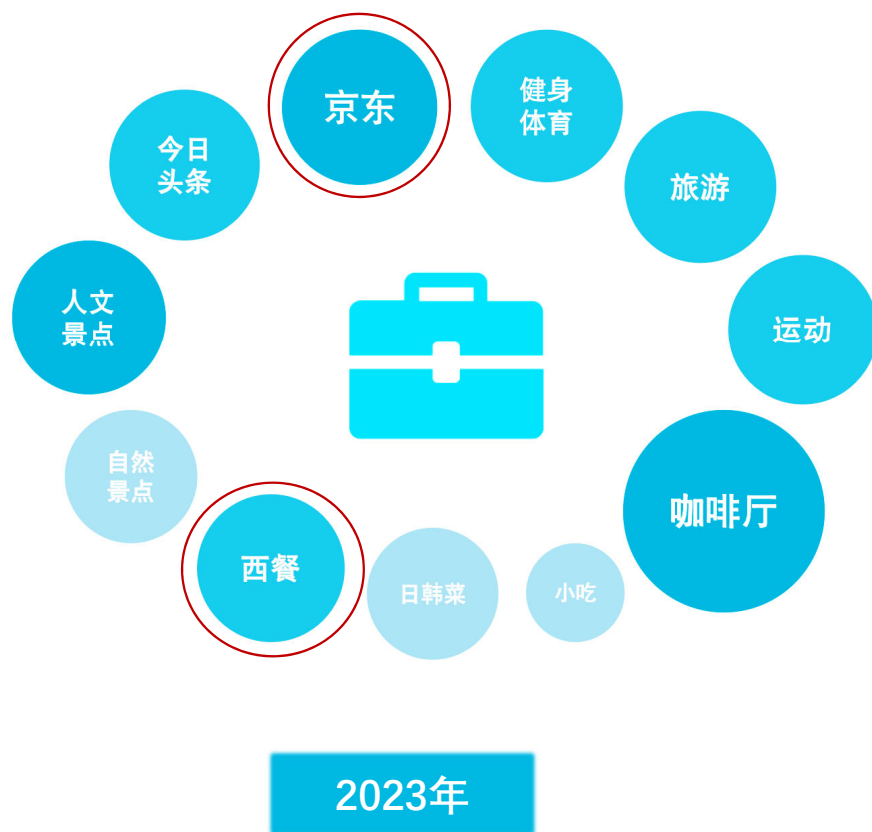 京东
健身
体育
今日
头条
旅游
人文
景点
运动
自然
景点
咖啡厅
西餐
日韩菜
小吃
2023年